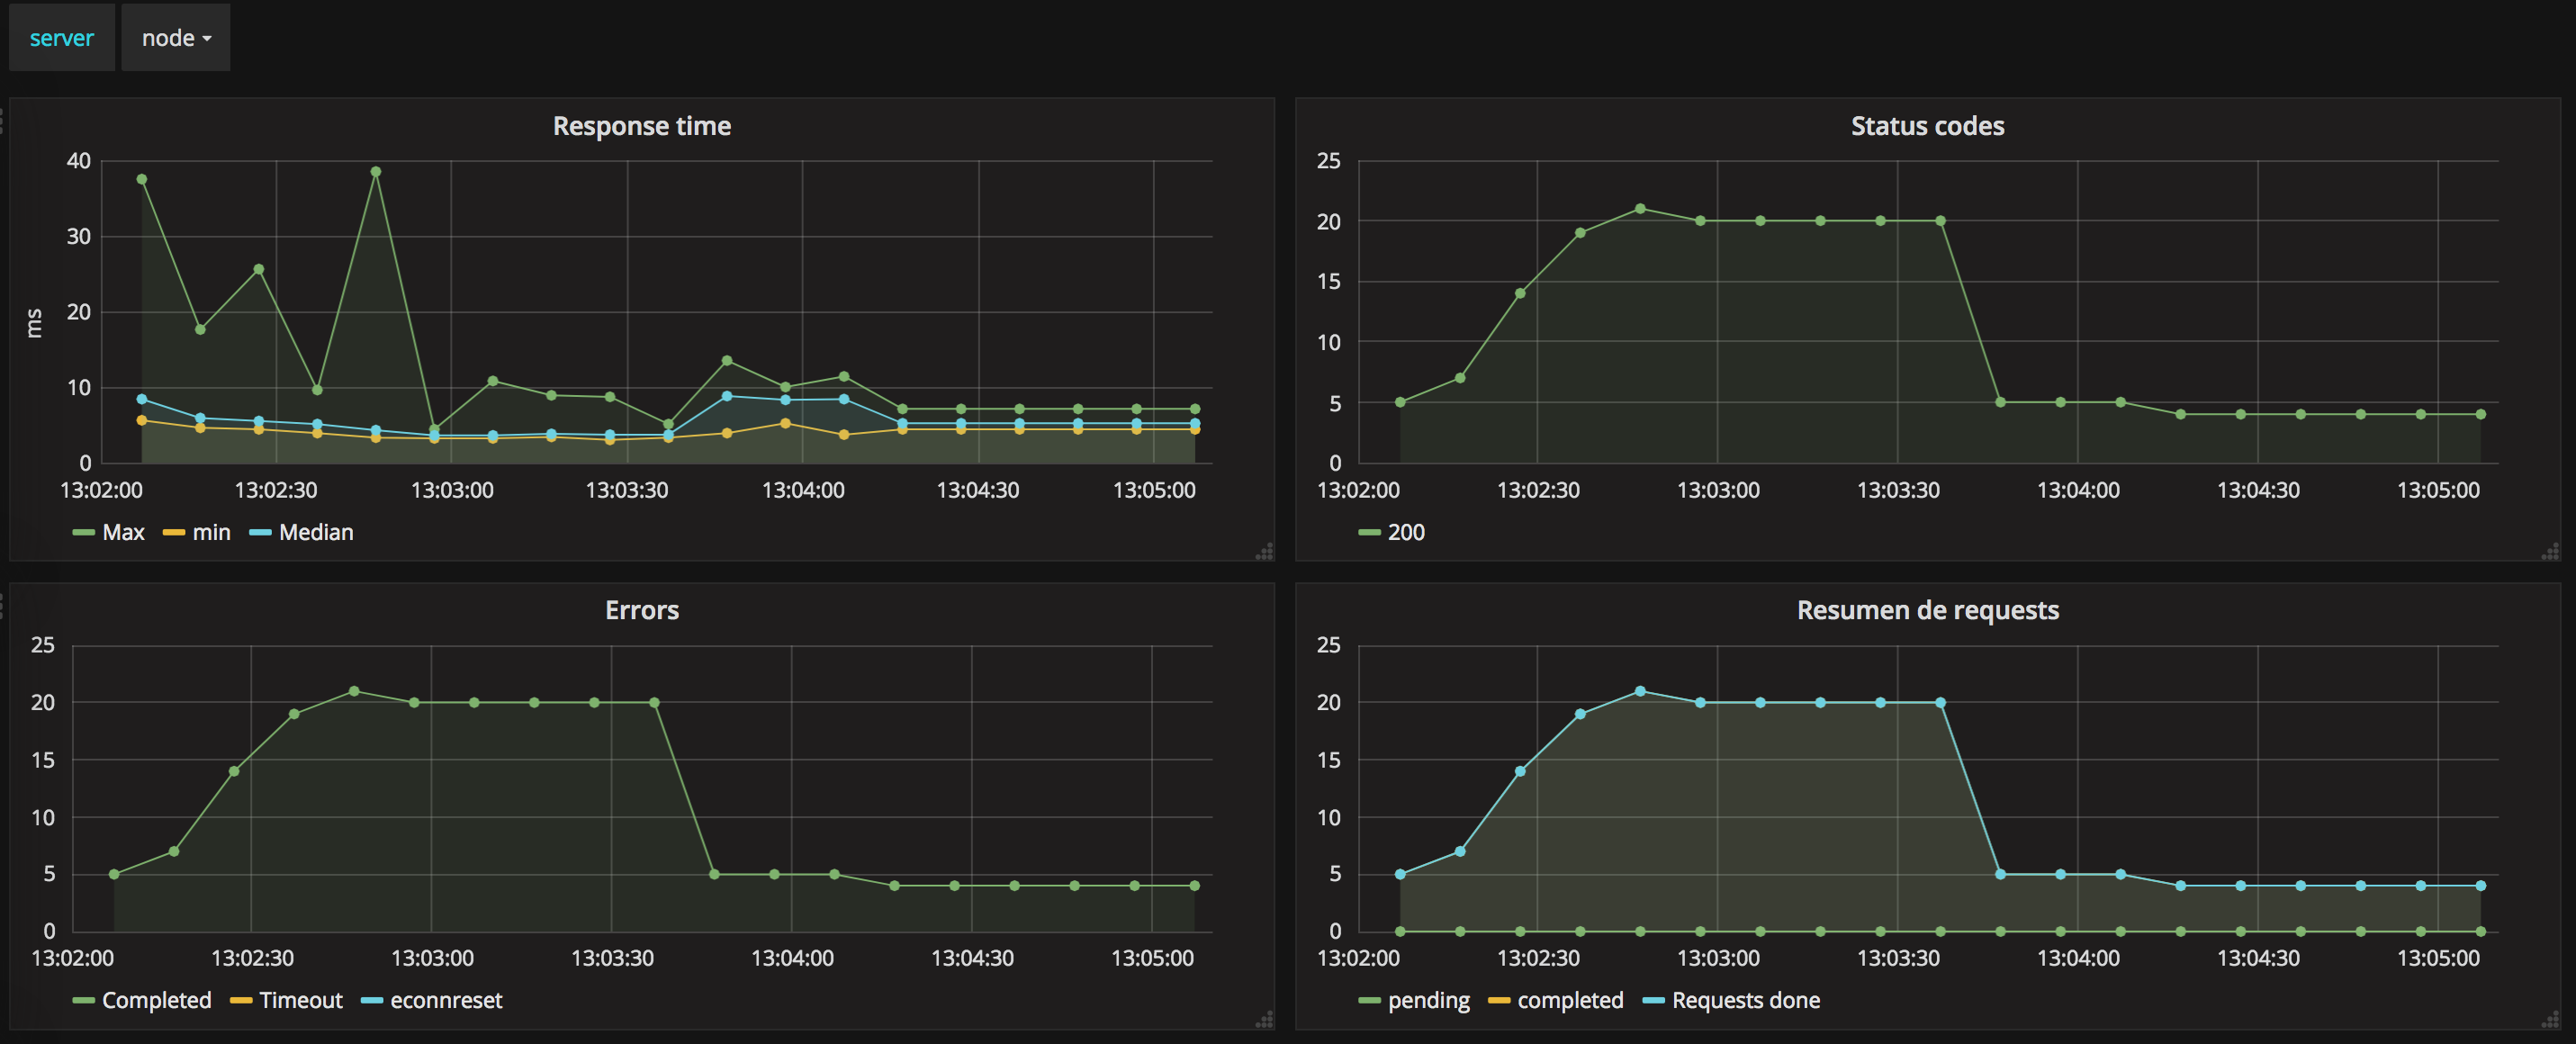 server node
Response time
40
30
20
10
0
ms
13:02:00 13:02:30 13:03:00 13:03:30 13:04:00 13:04:30 13:05:00
Max min Median
Status codes
25
20
15
10
5
0
13:02:00 13:02:30 13:03:00 13:03:30 13:04:00 13:04:30 13:05:00
200
Errors
25
20
15
10
5
0
13:02:00 13:02:30 13:03:00 13:03:30 13:04:00 13:04:30 13:05:00
Completed Timeout econnreset
Resumen de requests
25
20
15
10
5
0
13:02:00 13:02:30 13:03:00 13:03:30 13:04:00 13:04:30 13:05:00
pending completed Requests done